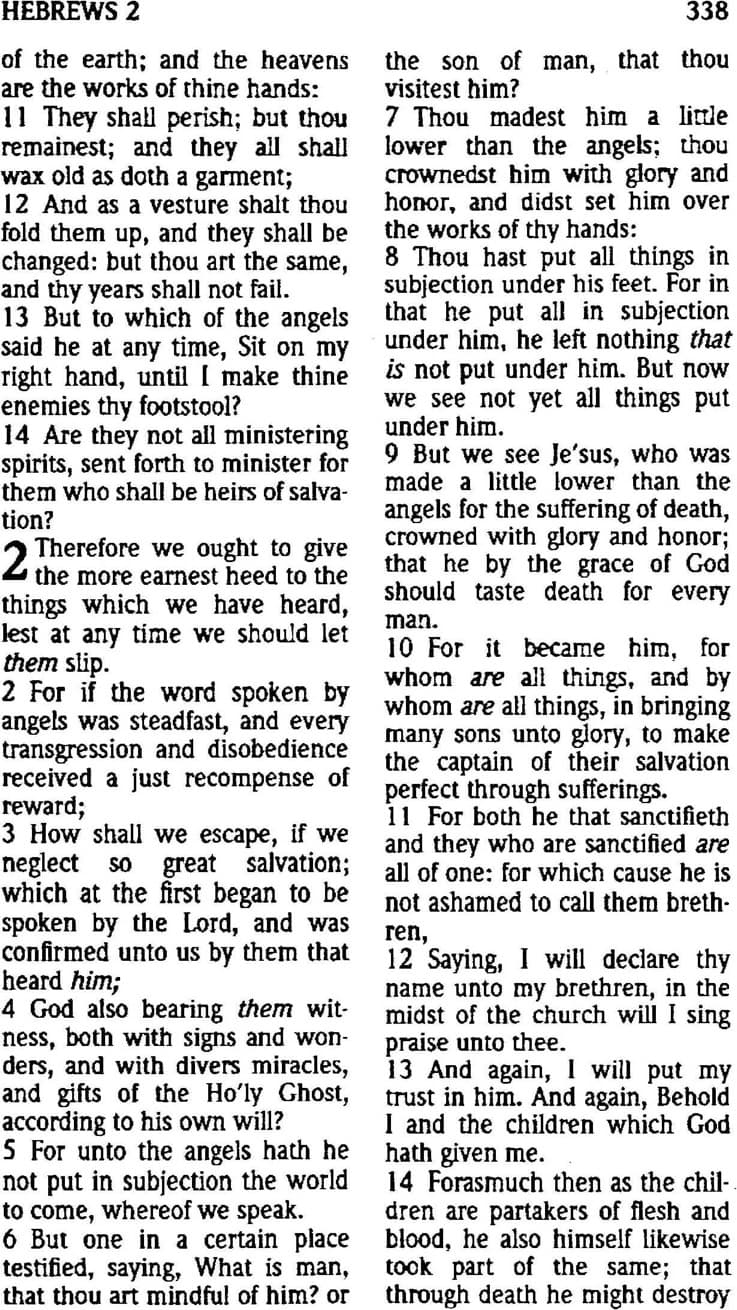 HEBREWS 2
338
of the earth; and the heavens
are the works of thine hands:
11 They shall perish; but thou
remainest; and they all shall
wax old as doth a garment;
12 And as a vesture shalt thou
fold them up, and they shall be
changed: but thou art the same,
and thy years shall not fail.
13 But to which of the angels
said he at any time, Sit on my
right hand, until I make thine
enemies thy footstool?
14 Are they not all ministering
spirits, sent forth to minister for
them who shall be heirs of salva-
tion?
2 Therefore we ought to give
the more earnest heed to the
things which we have heard,
lest at any time we should let
them slip.
2 For if the word spoken by
angels was steadfast, and every
transgression and disobedience
received a just recompense of
reward;
3 How shall we escape, if we
neglect so great salvation;
which at the first began to be
spoken by the Lord, and was
confirmed unto us by them that
heard him;
4 God also bearing them wit-
ness, both with signs and won-
ders, and with divers miracles,
and gifts of the Ho'ly Ghost,
according to his own will?
5 For unto the angels hath he
not put in subjection the world
to come, whereof we speak.
6 But one in a certain place
testified, saying, What is man,
that thou art mindful of him? or
the son of man, that thou
visitest him?
7 Thou madest him a little
lower than the angels; thou
crownedst him with glory and
honor, and didst set him over
the works of thy hands:
8 Thou hast put all things in
subjection under his feet. For in
that he put all in subjection
under him, he left nothing that
is not put under him. But now
we see not yet all things put
under him.
9 But we see Je'sus, who was
made a little lower than the
angels for the suffering of death,
crowned with glory and honor;
that he by the grace of God
should taste death for every
man.
10 For it became him, for
whom are all things, and by
whom are all things, in bringing
many sons unto glory, to make
the captain of their salvation
perfect through sufferings.
11 For both he that sanctifieth
and they who are sanctified are
all of one: for which cause he is
not ashamed to call them breth-
ren,
12 Saying, I will declare thy
name unto my brethren, in the
midst of the church will I sing
praise unto thee.
13 And again, I will put my
trust in him. And again, Behold
I and the children which God
hath given me.
14 Forasmuch then as the chil-
dren are partakers of flesh and
blood, he also himself likewise
took part of the same; that
through death he might destroy